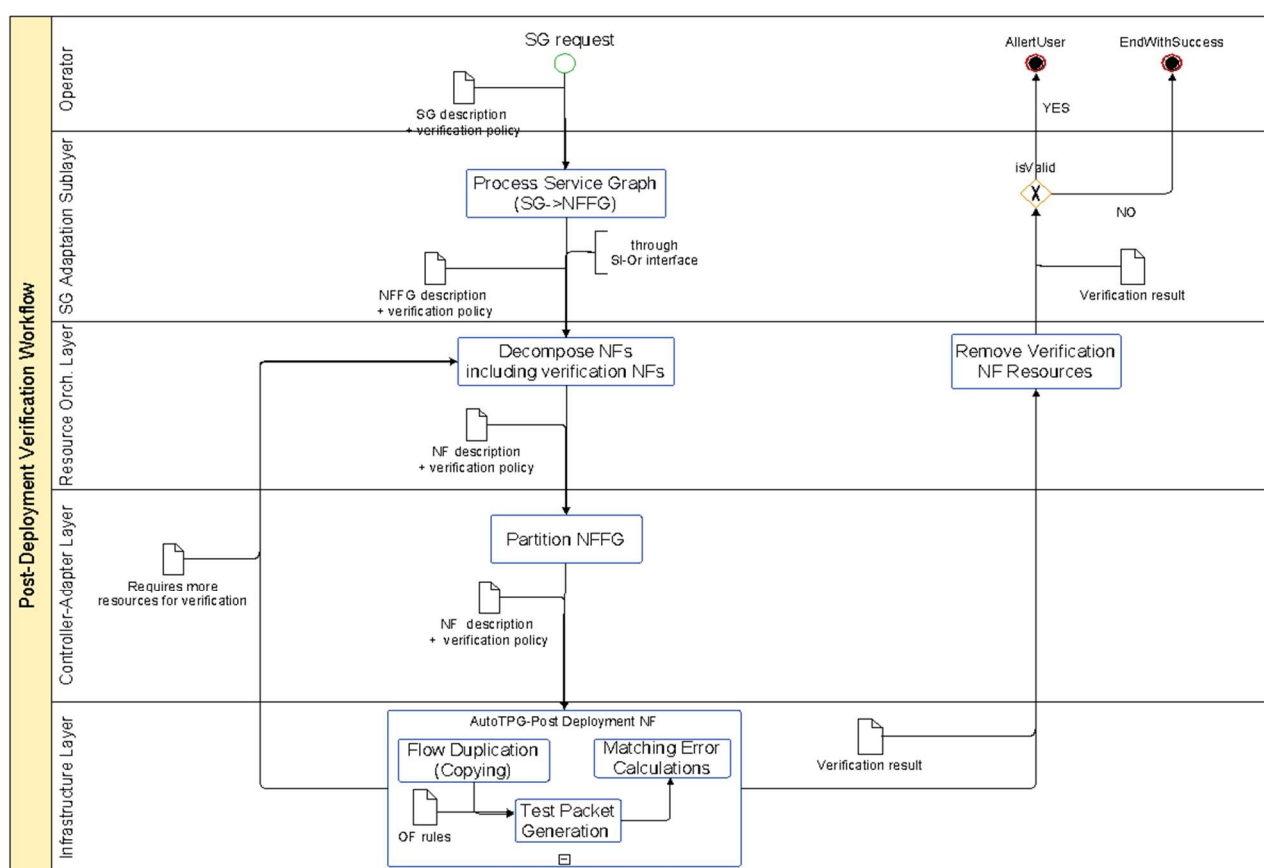 Post-Deployment Verification Workflow
Operator
SG request
AllertUser
EndWithSuccess
SG description
+ verification policy
YES
SG Adaptation Sublayer
Process Service Graph
(SG->NFFG)
isValid
X
NO
through
SI-Or interface
NFFG description
+ verification policy
Verification result
Resource Orch. Layer
Decompose NFs
including verification NFs
Remove Verification
NF Resources
NF description
+ verification policy
Controller-Adapter Layer
Partition NFFG
Requires more
resources for verification
NF description
+ verification policy
Infrastructure Layer
AutoTPG-Post Deployment NF
Flow Duplication
(Copying)
Matching Error
Calculations
Verification result
OF rules
Test Packet
Generation